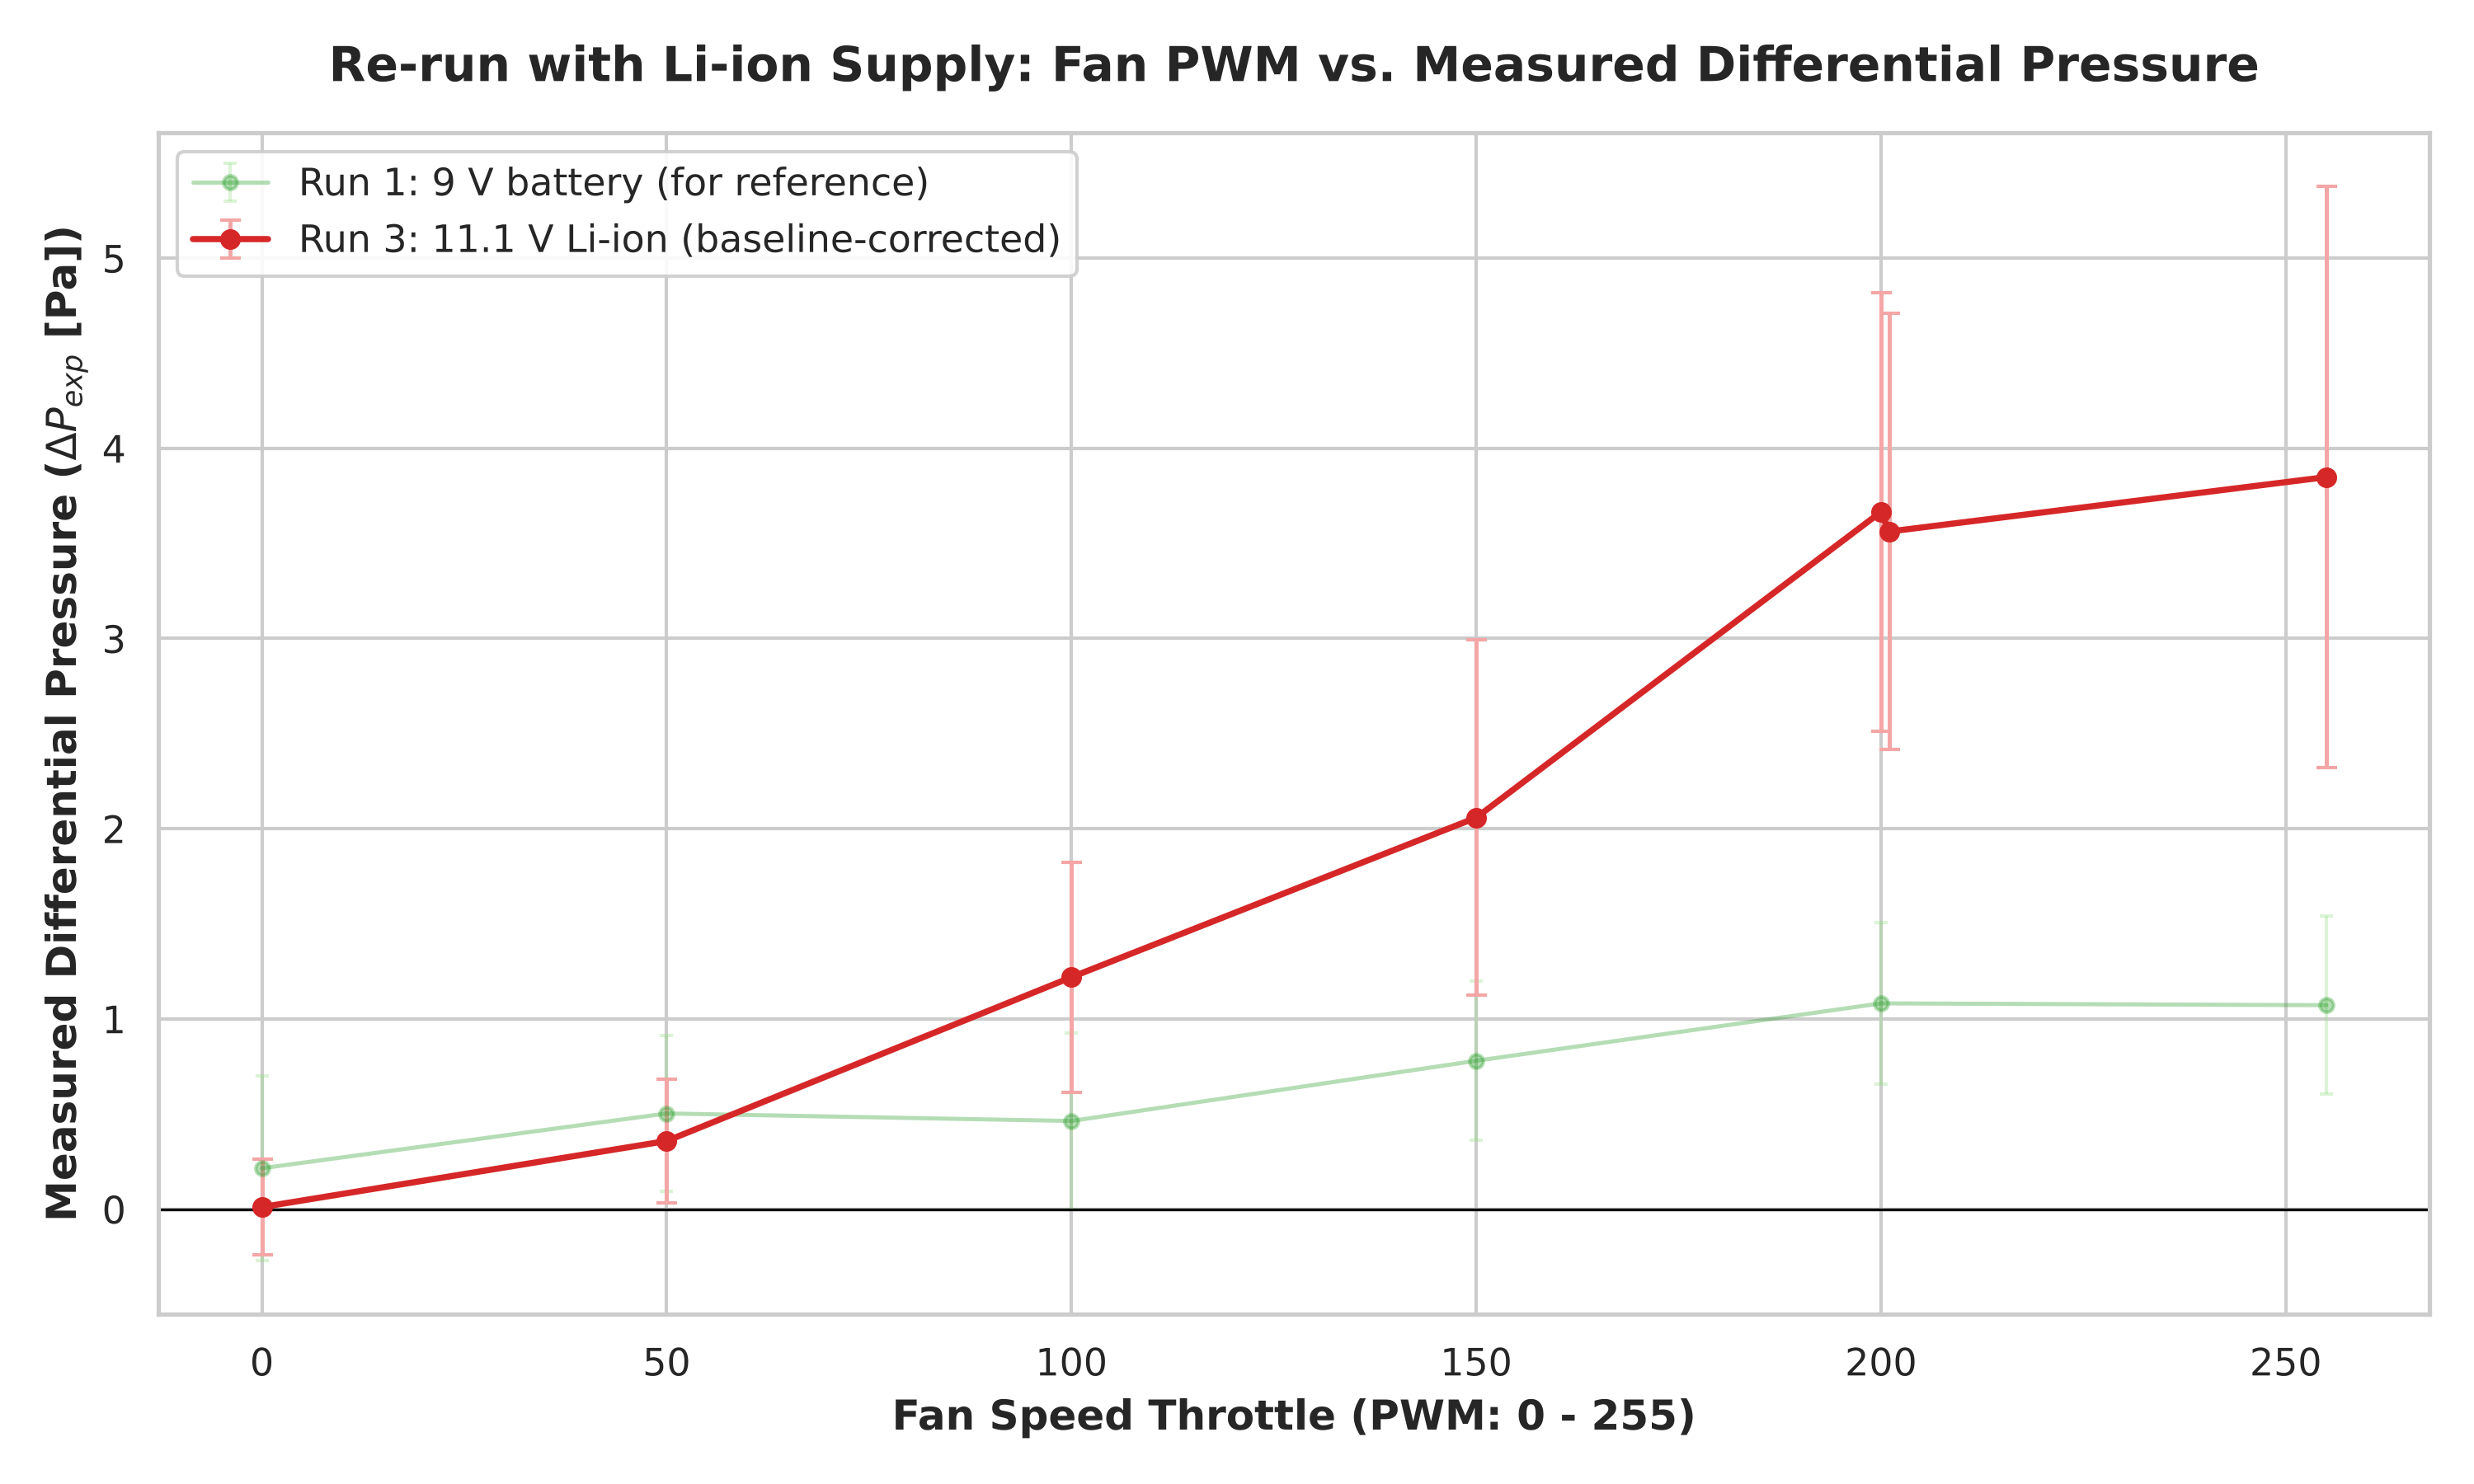 Re-run with Li-ion Supply: Fan PWM vs. Measured Differential Pressure
Run 1: 9 V battery (for reference)
Run 3: 11.1 V Li-ion (baseline-corrected)
Measured Differential Pressure (ΔP_exp [Pa])
5
4
3
2
1
0
0 50 100 150 200 250
Fan Speed Throttle (PWM: 0 - 255)